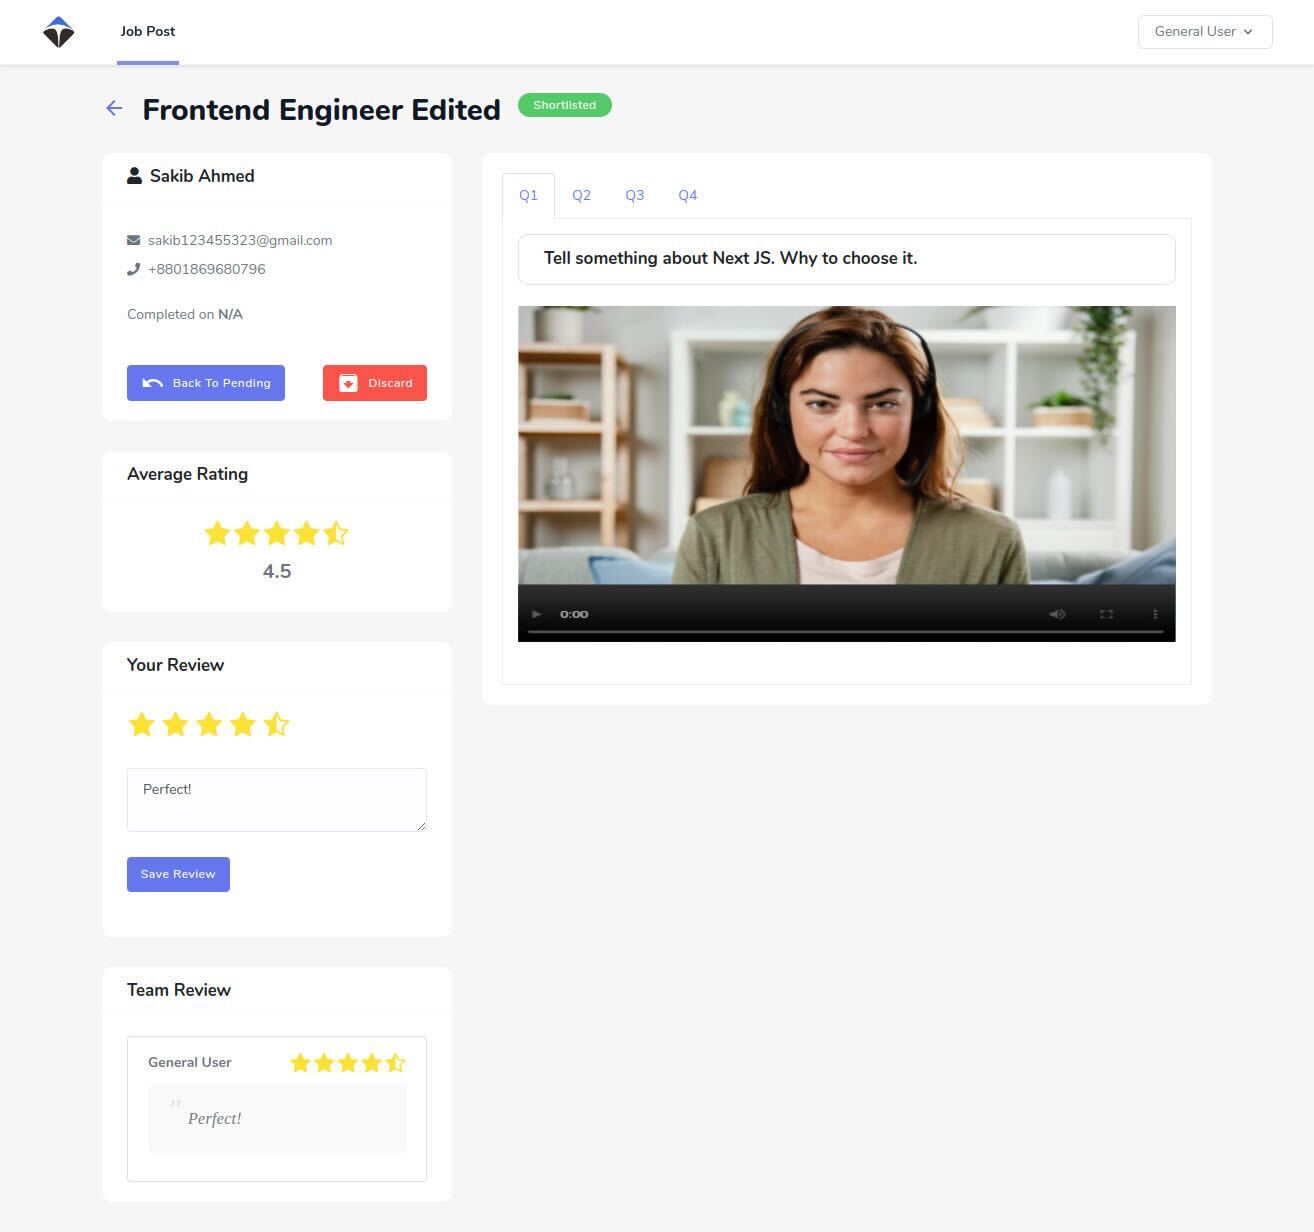 Job Post
General User
Frontend Engineer Edited
Shortlisted
Sakib Ahmed
sakib123455323@gmail.com
+8801869680796
Completed on N/A
Back To Pending
Discard
Average Rating
4.5
Your Review
Perfect!
Save Review
Team Review
General User
" Perfect!
Q1 Q2 Q3 Q4
Tell something about Next JS. Why to choose it.
0:00